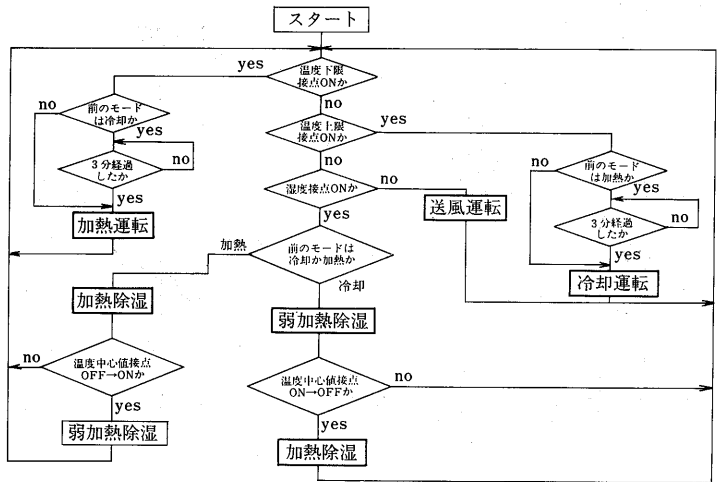 スタート
温度下限
接点ONか
yes
no
前のモード
は冷却か
no
yes
3分経過
したか
no
yes
加熱運転
温度上限
接点ONか
yes
no
前のモード
は加熱か
no
yes
3分経過
したか
no
yes
冷却運転
湿度接点ONか
no
yes
送風運転
前のモードは
冷却か加熱か
加熱
冷却
加熱除湿
弱加熱除湿
温度中心値接点
OFF→ONか
no
yes
弱加熱除湿
温度中心値接点
ON→OFFか
no
yes
加熱除湿